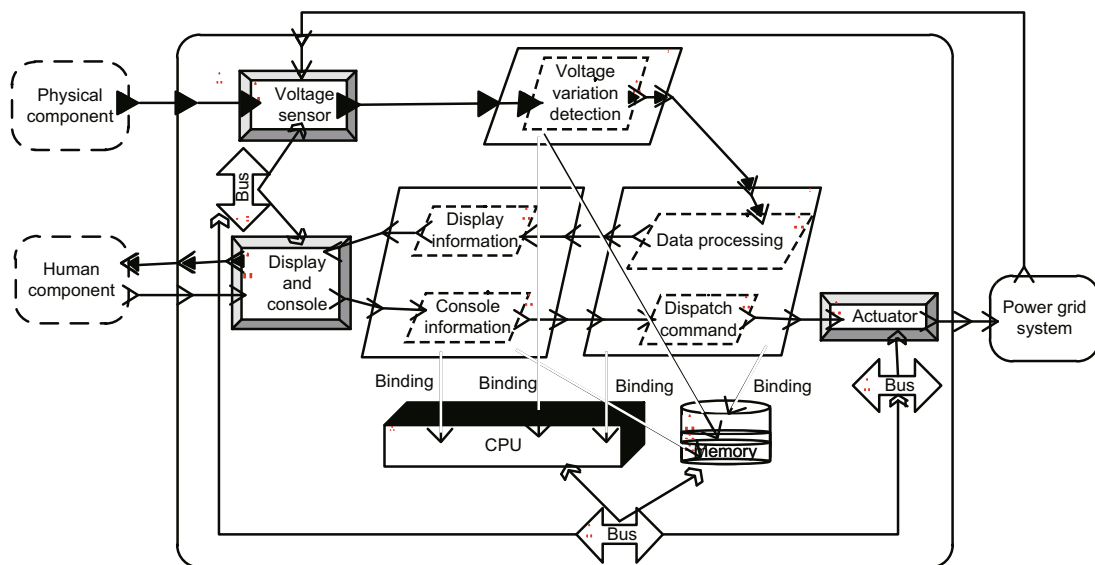 Physical
component
Voltage
sensor
Voltage
variation
detection
Bus
Human
component
Display
and
console
Display
information
Data processing
Console
information
Dispatch
command
Actuator
Power grid
system
Binding
Binding
Binding
Binding
Bus
CPU
Memory
Bus